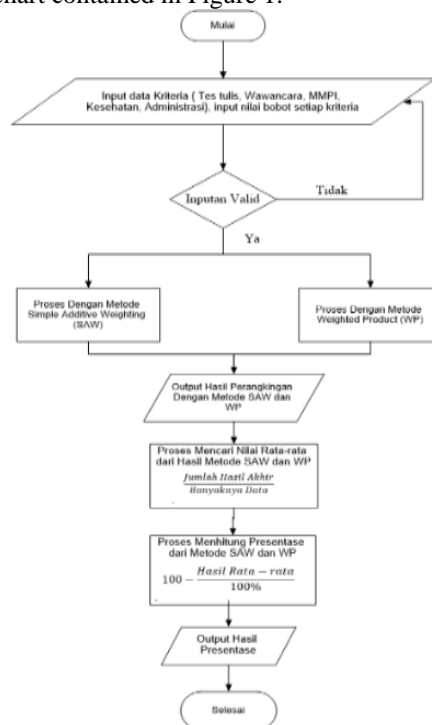 chart contained in Figure 1.
Mulai
Input data Kriteria ( Tes tulis, Wawancara, MMPI,
Kesehatan, Administrasi), input nilai bobot setiap kriteria
Inputan Valid
Tidak
Ya
Proses Dengan Metode
Simple Additive Weighting
(SAW)
Proses Dengan Metode
Weighted Product (WP)
Output Hasil Perangkingan
Dengan Metode SAW dan
WP
Proses Mencari Nilai Rata-rata
dari Hasil Metode SAW dan WP
Jumlah Hasil Akhir
Banyaknya Data
Proses Menhitung Presentase
dari Metode SAW dan WP
100 − Hasil Rata − rata
100%
Output Hasil
Presentase
Selesai